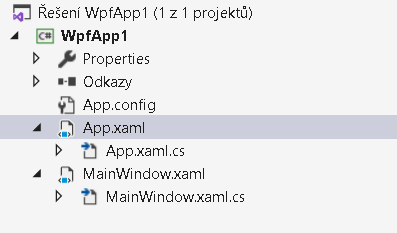 Řešení WpfApp1 (1 z 1 projektů)
C# WpfApp1
Properties
Odkazy
App.config
App.xaml
App.xaml.cs
MainWindow.xaml
MainWindow.xaml.cs